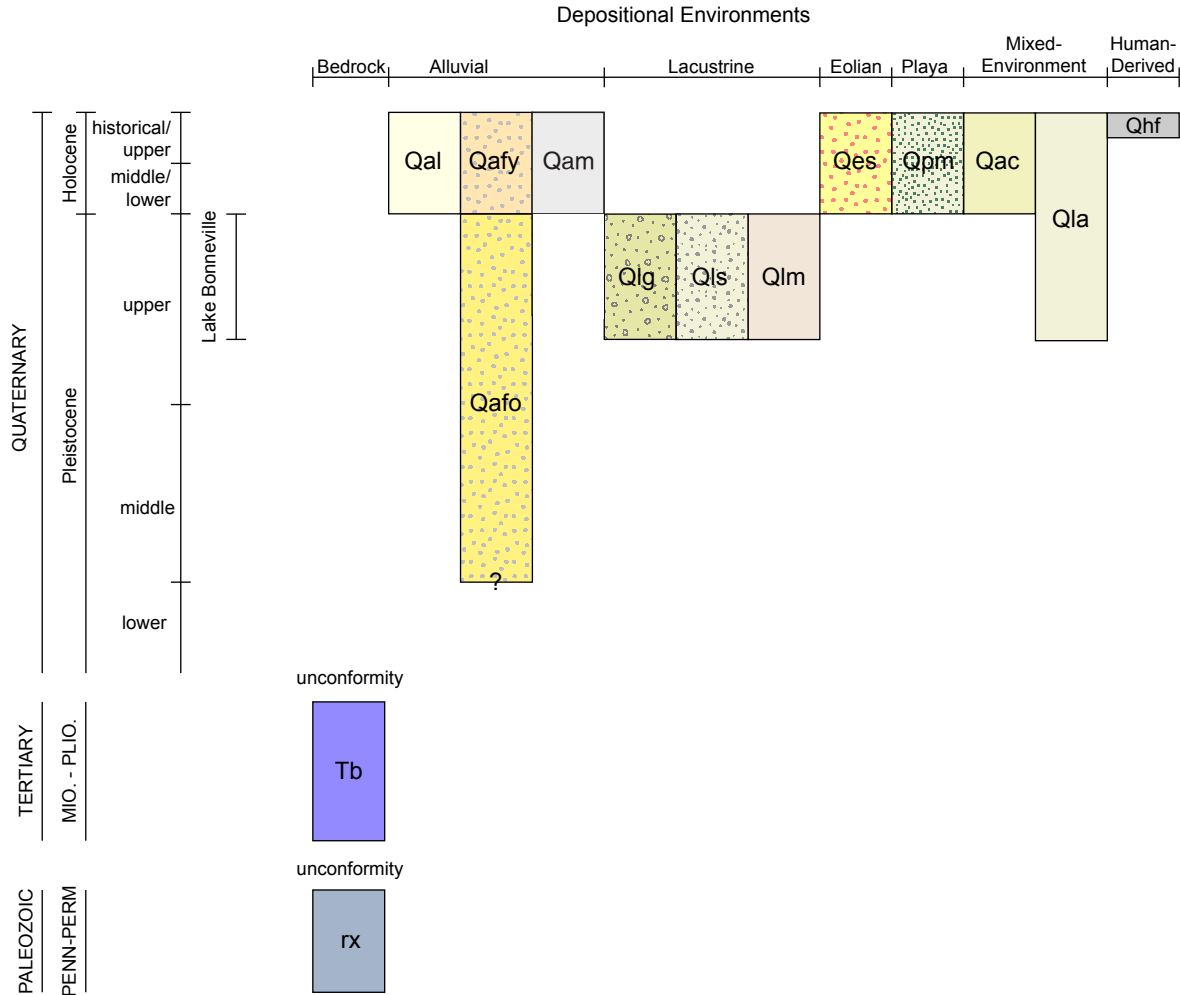 Depositional Environments
Bedrock
Alluvial
Lacustrine
Eolian
Playa
Mixed-
Environment
Human-
Derived
QUATERNARY
Holocene
historical/
upper
middle/
lower
Pleistocene
upper
middle
lower
Lake Bonneville
Qal
Qafy
Qam
Qes
Qpm
Qac
Qla
Qhf
Qlg
Qls
Qlm
Qafo
?
unconformity
TERTIARY
MIO. - PLIO.
Tb
unconformity
PALEOZOIC
PENN-PERM
rx